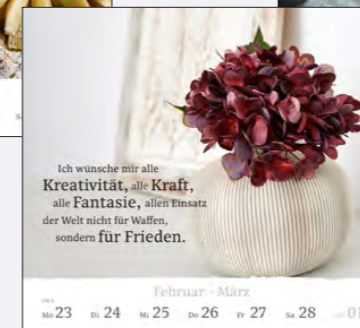 Ich wünsche mir alle
Kreativität, alle Kraft,
alle Fantasie, allen Einsatz
der Welt nicht für Waffen,
sondern für Frieden.
Februar · März
Mo 23 Di 24 Mi 25 Do 26 Fr 27 Sa 28 01